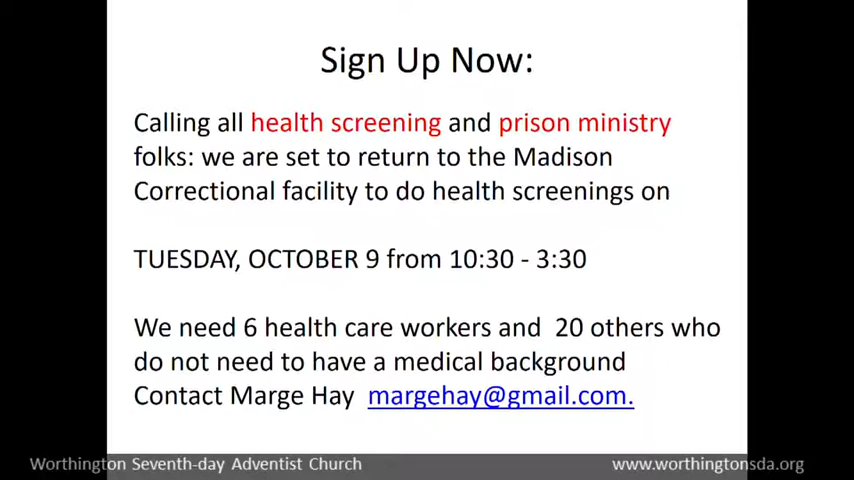 Sign Up Now:
Calling all health screening and prison ministry
folks: we are set to return to the Madison
Correctional facility to do health screenings on
TUESDAY, OCTOBER 9 from 10:30 - 3:30
We need 6 health care workers and  20 others who
do not need to have a medical background
Contact Marge Hay  margehay@gmail.com.
Worthington Seventh-day Adventist Church
www.worthingtonsda.org